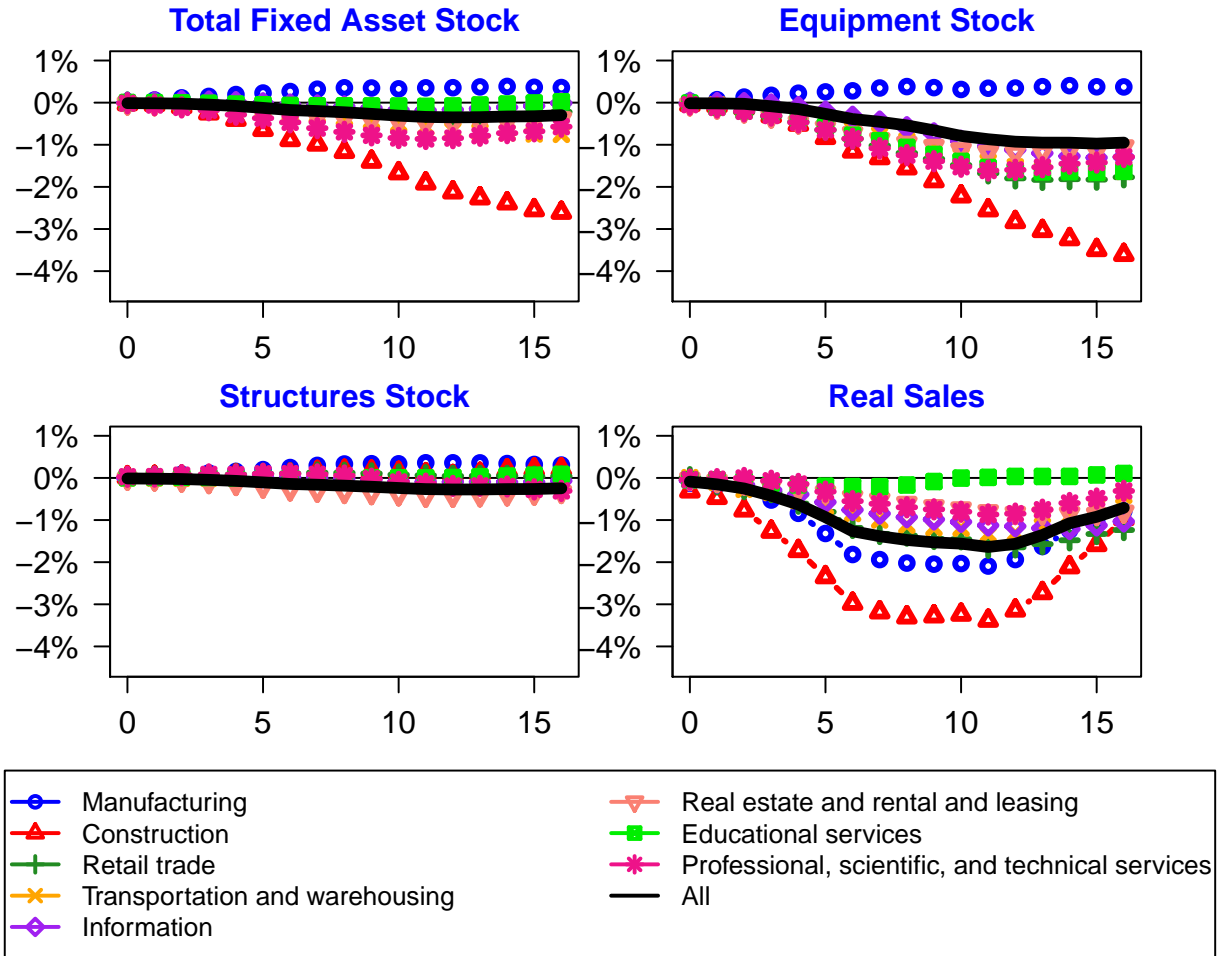 Total Fixed Asset Stock
1%
0%
−1%
−2%
−3%
−4%
0 5 10 15
Equipment Stock
1%
0%
−1%
−2%
−3%
−4%
0 5 10 15
Structures Stock
1%
0%
−1%
−2%
−3%
−4%
0 5 10 15
Real Sales
1%
0%
−1%
−2%
−3%
−4%
0 5 10 15
Manufacturing
Construction
Retail trade
Transportation and warehousing
Information
Real estate and rental and leasing
Educational services
Professional, scientific, and technical services
All